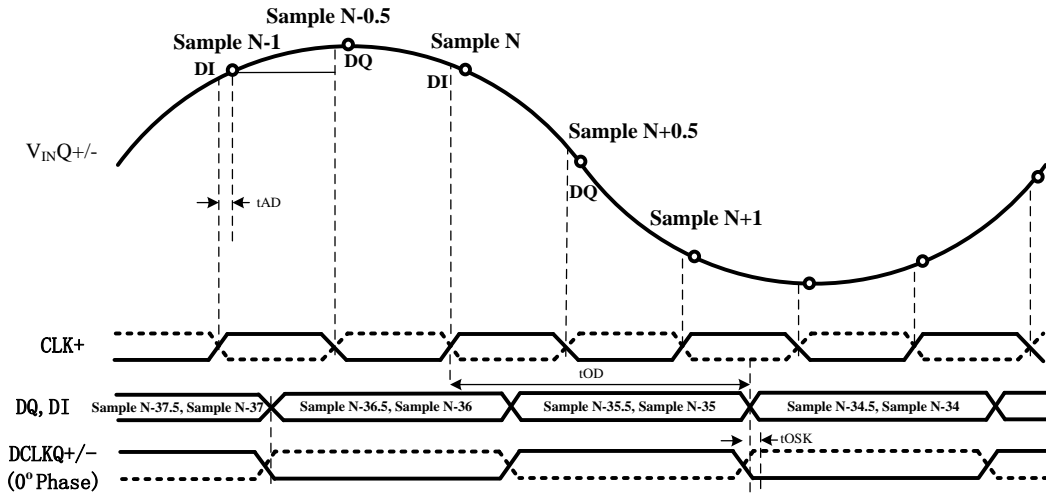 Sample N-0.5
Sample N-1
Sample N
DI
DQ
DI
Sample N+0.5
VINQ+/-
DQ
tAD
Sample N+1
CLK+
tOD
DQ, DI
Sample N-37.5, Sample N-37
Sample N-36.5, Sample N-36
Sample N-35.5, Sample N-35
Sample N-34.5, Sample N-34
tOSK
DCLKQ+/-
(0° Phase)